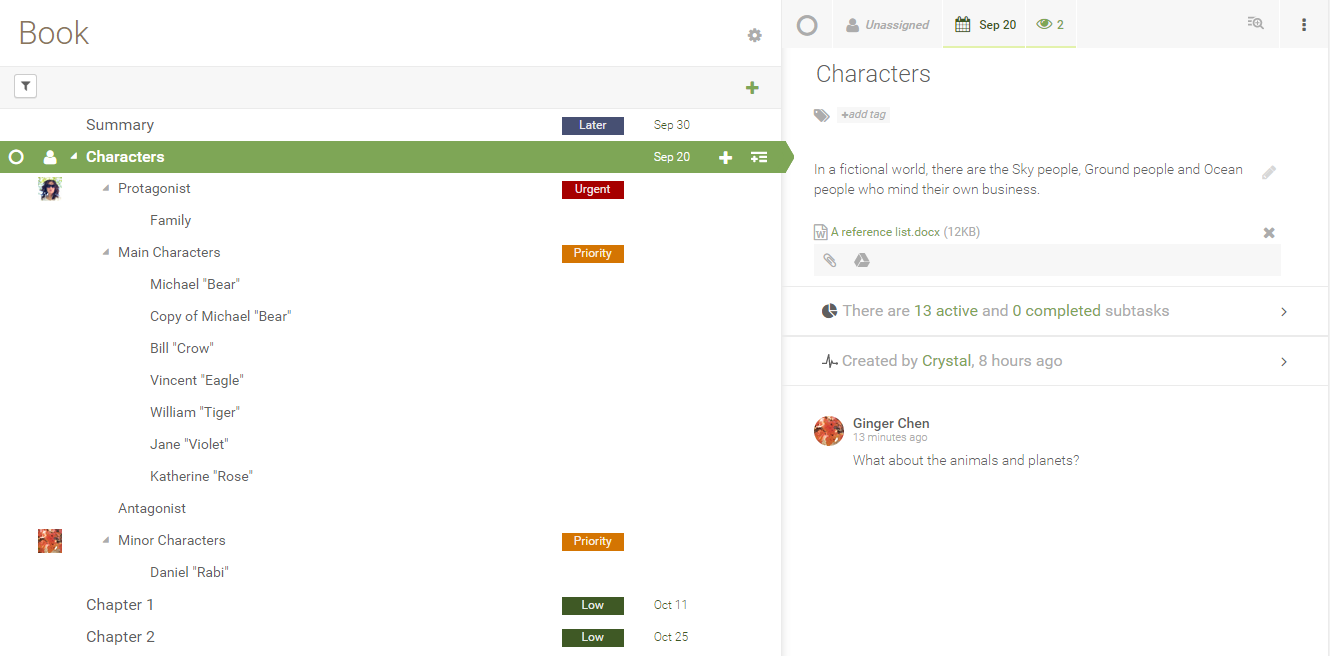 Book
Summary Later Sep 30
Characters Sep 20
Protagonist Urgent
Family
Main Characters Priority
Michael "Bear"
Copy of Michael "Bear"
Bill "Crow"
Vincent "Eagle"
William "Tiger"
Jane "Violet"
Katherine "Rose"
Antagonist
Minor Characters Priority
Daniel "Rabi"
Chapter 1 Low Oct 11
Chapter 2 Low Oct 25
Unassigned Sep 20 2
Characters
+add tag
In a fictional world, there are the Sky people, Ground people and Ocean
people who mind their own business.
A reference list.docx (12KB)
There are 13 active and 0 completed subtasks
Created by Crystal, 8 hours ago
Ginger Chen
13 minutes ago
What about the animals and planets?